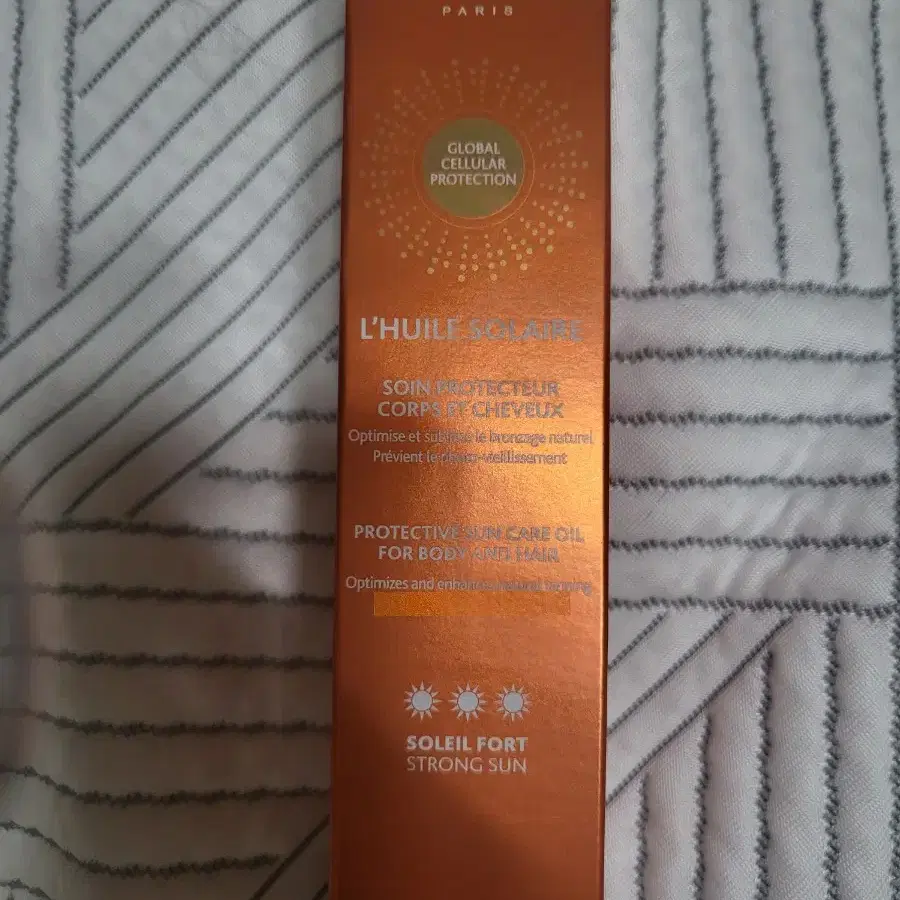 PARIS
GLOBAL
CELLULAR
PROTECTION
L'HUILE SOLAIRE
SOIN PROTECTEUR
CORPS ET CHEVEUX
Optimise et sublime le bronzage naturel
Prévient le photo-vieillissement
PROTECTIVE SUN CARE OIL
FOR BODY AND HAIR
Optimizes and enhances natural tanning
SOLEIL FORT
STRONG SUN